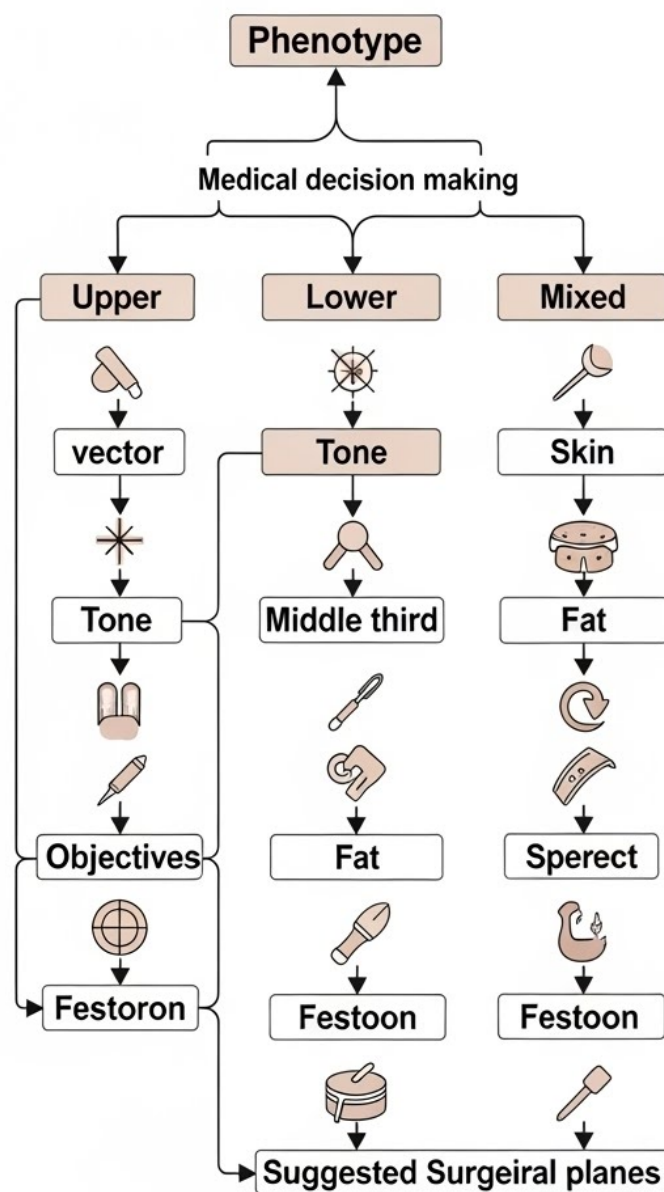 Phenotype
Medical decision making
Upper
Lower
Mixed
vector
Tone
Skin
Tone
Middle third
Fat
Objectives
Fat
Sperect
Festoron
Festoon
Festoon
Suggested Surgeiral planes